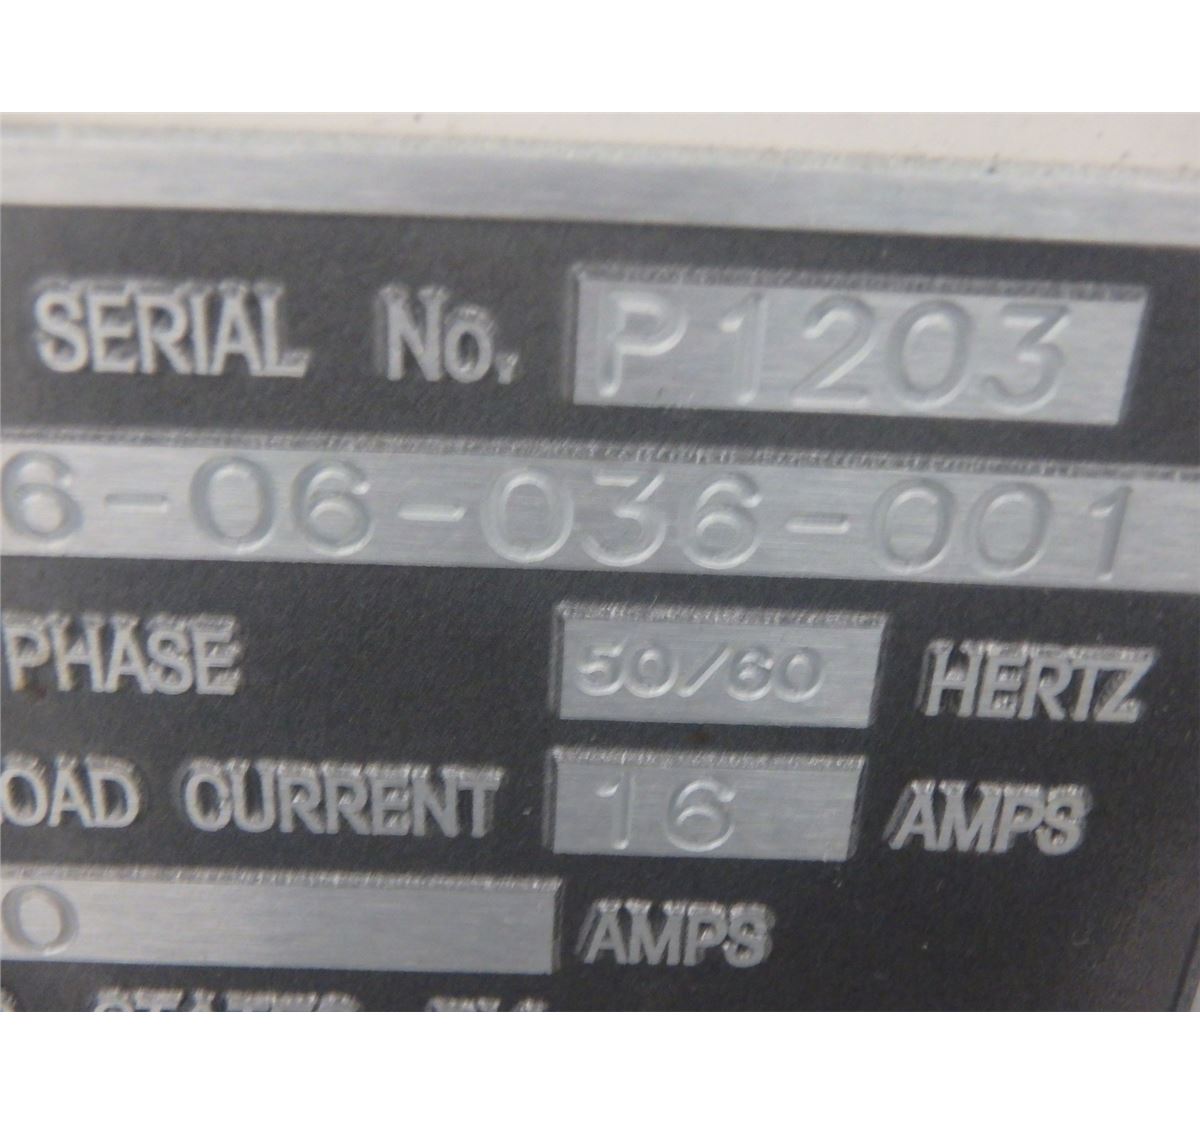 SERIAL No. P1203
6-06-036-001
PHASE 50/60 HERTZ
OAD CURRENT 16 AMPS
0 AMPS